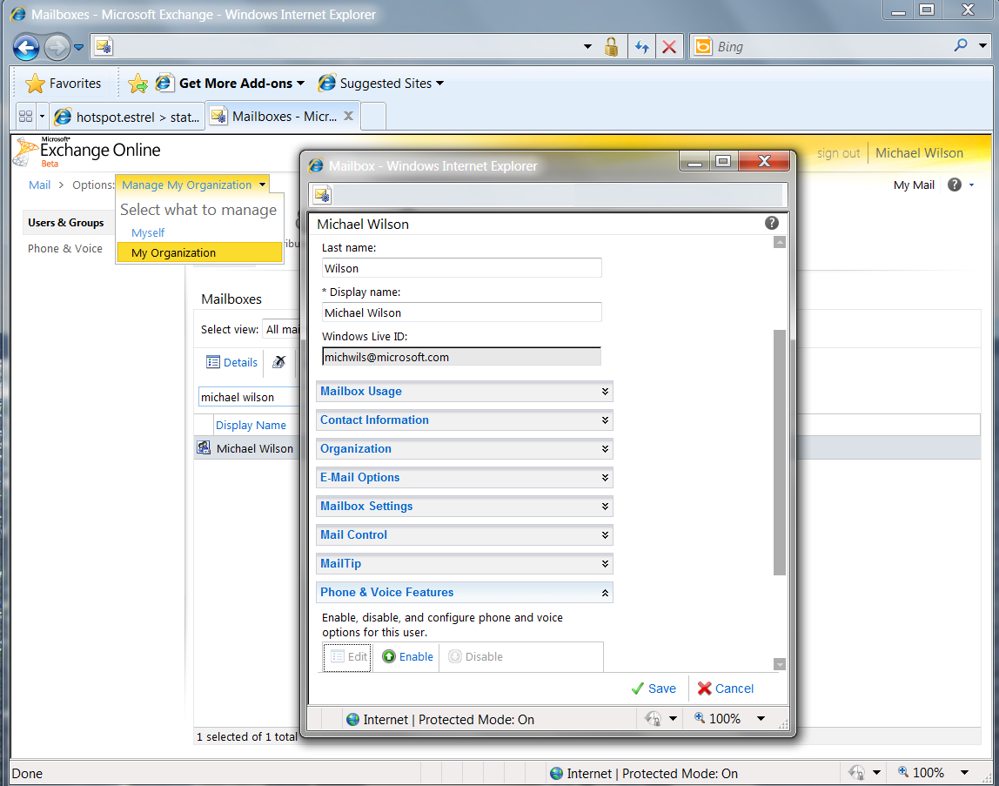 Mailboxes - Microsoft Exchange - Windows Internet Explorer
Bing
Favorites
Get More Add-ons
Suggested Sites
hotspot.estrel > stat...
Mailboxes - Micr...
Microsoft®
Exchange Online
Beta
sign out
Michael Wilson
Mail > Options: Manage My Organization
My Mail
Select what to manage
Myself
My Organization
Users & Groups
Phone & Voice
Mailboxes
Select view: All mai
Details
michael wilson
Display Name
Michael Wilson
1 selected of 1 total
Mailbox - Windows Internet Explorer
Michael Wilson
Last name:
Wilson
* Display name:
Michael Wilson
Windows Live ID:
michwils@microsoft.com
Mailbox Usage
Contact Information
Organization
E-Mail Options
Mailbox Settings
Mail Control
MailTip
Phone & Voice Features
Enable, disable, and configure phone and voice
options for this user.
Edit Enable Disable
Save Cancel
Internet | Protected Mode: On
100%
Done
Internet | Protected Mode: On
100%